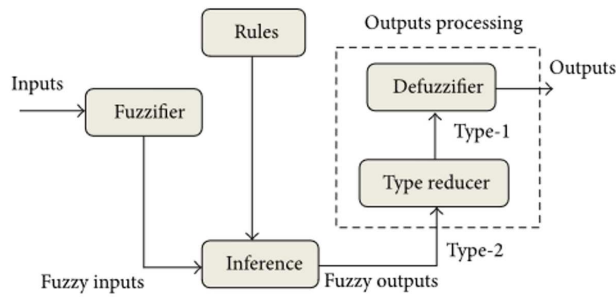 Rules
Outputs processing
Inputs
Fuzzifier
Defuzzifier
Outputs
Type-1
Type reducer
Type-2
Inference
Fuzzy inputs
Fuzzy outputs